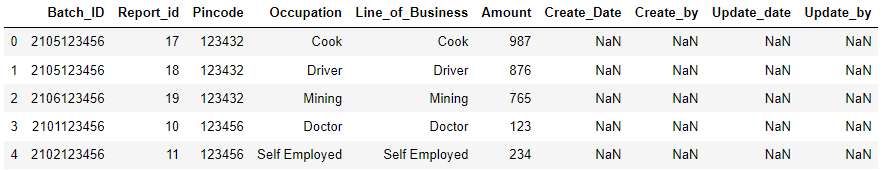 Batch_ID Report_id Pincode Occupation Line_of_Business Amount Create_Date Create_by Update_date Update_by
0 2105123456 17 123432 Cook Cook 987 NaN NaN NaN NaN
1 2105123456 18 123432 Driver Driver 876 NaN NaN NaN NaN
2 2106123456 19 123432 Mining Mining 765 NaN NaN NaN NaN
3 2101123456 10 123456 Doctor Doctor 123 NaN NaN NaN NaN
4 2102123456 11 123456 Self Employed Self Employed 234 NaN NaN NaN NaN